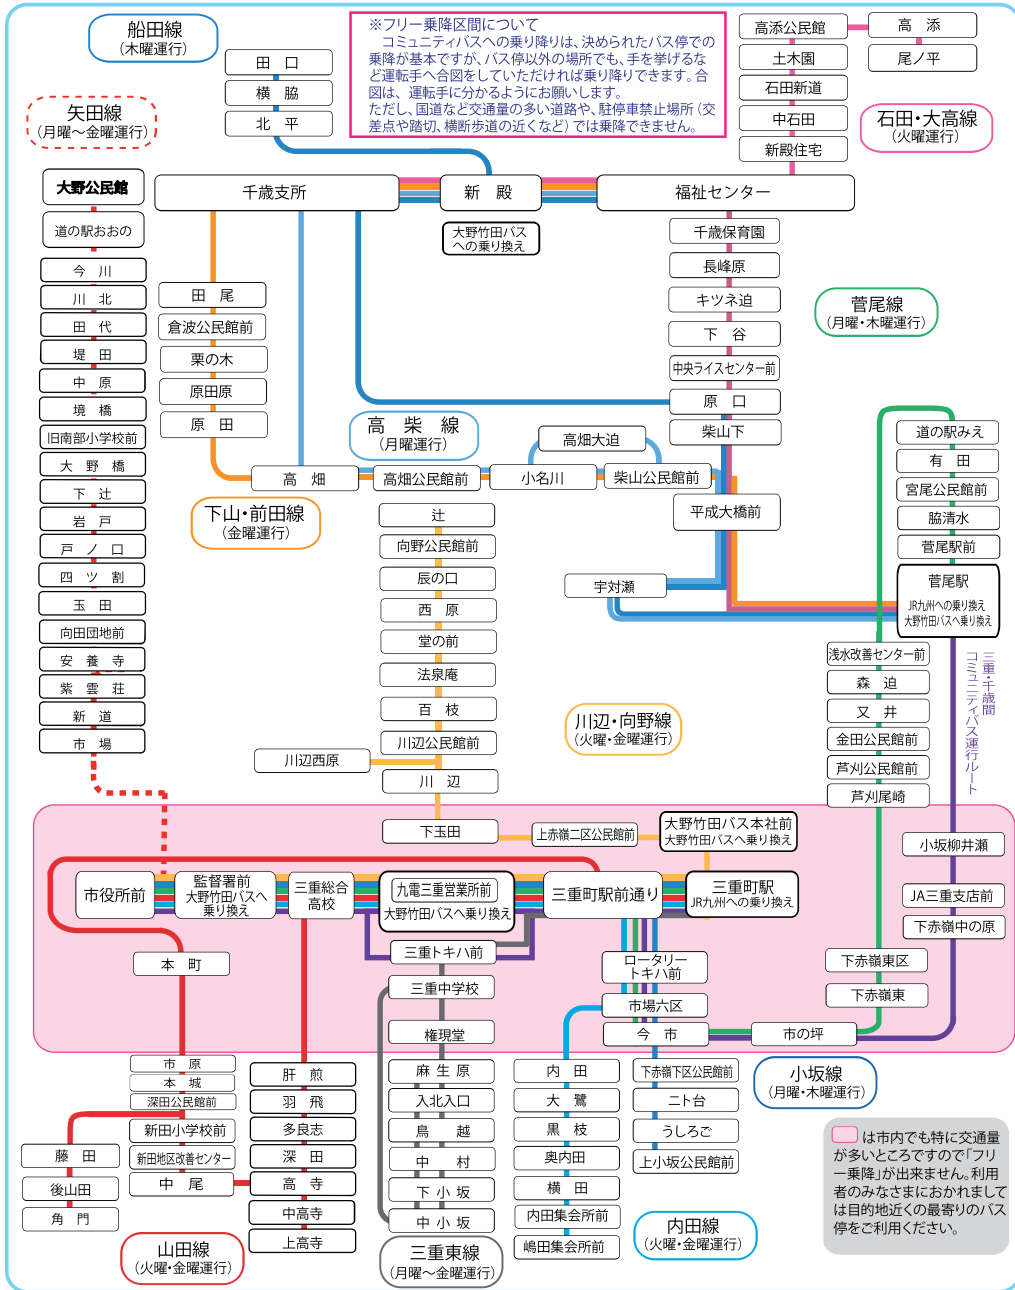 船田線
（木曜運行）
田　口
横　脇
北　平
※フリー乗降区間について
　コミュニティバスへの乗り降りは、決められたバス停での
乗降が基本ですが、バス停以外の場所でも、手を挙げるな
ど運転手へ合図をしていただければ乗り降りできます。合
図は、運転手に分かるようにお願いします。
ただし、国道など交通量の多い道路や、駐停車禁止場所（交
差点や踏切、横断歩道の近くなど）では乗降できません。
高添公民館
高　添
土木園
尾ノ平
石田新道
中石田
新殿住宅
石田・大高線
（火曜運行）
矢田線
（月曜～金曜運行）
大野公民館
道の駅おおの
今　川
川　北
田　代
堤　田
中　原
境　橋
旧南部小学校前
大　野　橋
下　辻
岩　戸
戸　ノ　口
四　ツ　割
玉　田
向田団地前
安　養　寺
紫　雲　荘
新　道
市　場
千歳支所
新　殿
福祉センター
大野竹田バス
への乗り換え
田　尾
倉波公民館前
栗の木
原田原
原　田
千歳保育園
長峰原
キツネ迫
下　谷
中央ライスセンター前
原　口
柴山下
菅尾線
（月曜・木曜運行）
高　柴　線
（月曜運行）
高畑大迫
高　畑
高畑公民館前
小名川
柴山公民館前
平成大橋前
下山・前田線
（金曜運行）
宇対瀬
道の駅みえ
有　田
宮尾公民館前
脇清水
菅尾駅前
菅尾駅
JR九州への乗り換え
大野竹田バスへ乗り換え
辻
向野公民館前
辰の口
西　原
堂の前
法泉庵
百　枝
川辺公民館前
川辺西原
川　辺
下玉田
上赤嶺二区公民館前
大野竹田バス本社前
大野竹田バスへ乗り換え
川辺・向野線
（火曜・金曜運行）
浅水改善センター前
森　迫
又　井
金田公民館前
芦刈公民館前
芦刈尾崎
三重・千歳間
コミュニティバス運行ルート
小坂柳井瀬
JA三重支店前
下赤嶺中の原
下赤嶺東区
下赤嶺東
市役所前
監督署前
大野竹田バスへ
乗り換え
三重総合
高校
九電三重営業所前
大野竹田バスへ乗り換え
三重町駅前通り
三重町駅
JR九州への乗り換え
本　町
三重トキハ前
ロータリー
トキハ前
三重中学校
市場六区
権現堂
今　市
市の坪
市　原
本　城
深田公民館前
新田小学校前
新田地区改善センター
中　尾
藤　田
後山田
角　門
肝　煎
羽　飛
多良志
深　田
高　寺
中高寺
上高寺
麻 生 原
入北入口
鳥　越
中　村
下 小 坂
中 小 坂
内　田
大　鷺
黒　枝
奥内田
横　田
内田集会所前
嶋田集会所前
下赤嶺下区公民館前
ニト台
うしろご
上小坂公民館前
小坂線
（月曜・木曜運行）
山田線
（火曜・金曜運行）
三重東線
（月曜～金曜運行）
内田線
（火曜・金曜運行）
は市内でも特に交通量
が多いところですので「フリ
ー乗降」が出来ません。利用
者のみなさまにおかれまして
は目的地近くの最寄りのバス
停をご利用ください。